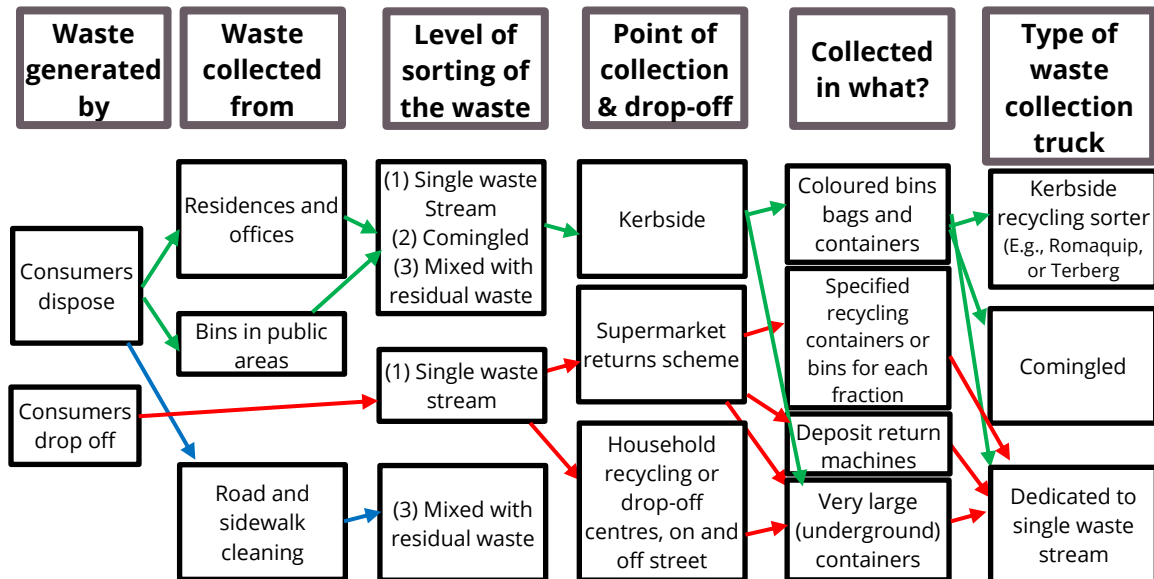 Waste
generated
by
Waste
collected
from
Level of
sorting of
the waste
Point of
collection
& drop-off
Collected
in what?
Type of
waste
collection
truck
Consumers
dispose
Consumers
drop off
Residences and
offices
Bins in public
areas
Road and
sidewalk
cleaning
(1) Single waste
Stream
(2) Comingled
(3) Mixed with
residual waste
(1) Single waste
stream
(3) Mixed with
residual waste
Kerbside
Supermarket
returns scheme
Household
recycling or
drop-off
centres, on and
off street
Coloured bins
bags and
containers
Specified
recycling
containers or
bins for each
fraction
Deposit return
machines
Very large
(underground)
containers
Kerbside
recycling sorter
(E.g., Romaquip,
or Terberg
Comingled
Dedicated to
single waste
stream